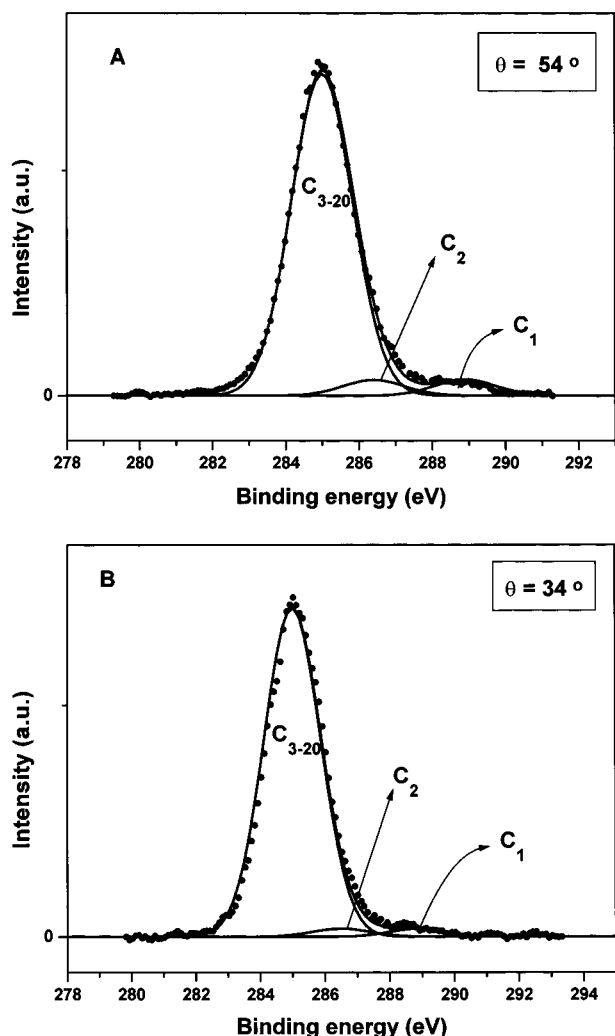 A
θ = 54 °
C3-20
C2
C1
Intensity (a.u.)
0
278 280 282 284 286 288 290 292
Binding energy (eV)
B
θ = 34 °
C3-20
C2
C1
Intensity (a.u.)
0
278 280 282 284 286 288 290 292 294
Binding energy (eV)